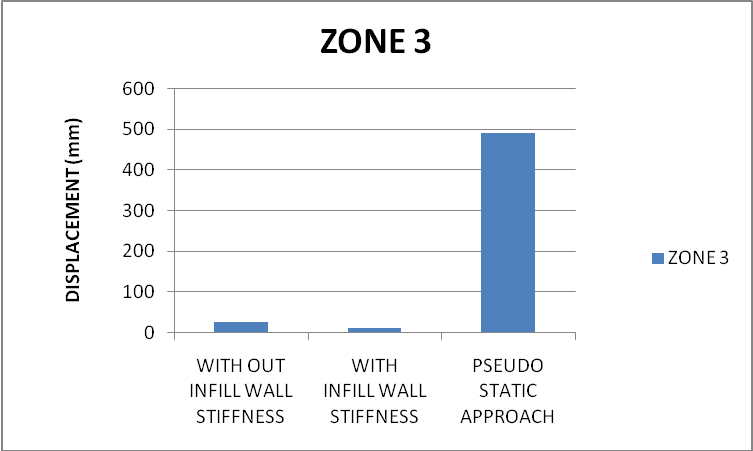 ZONE 3
600
500
400
300
200
100
0
DISPLACEMENT (mm)
WITH OUT
INFILL WALL
STIFFNESS
WITH
INFILL WALL
STIFFNESS
PSEUDO
STATIC
APPROACH
ZONE 3